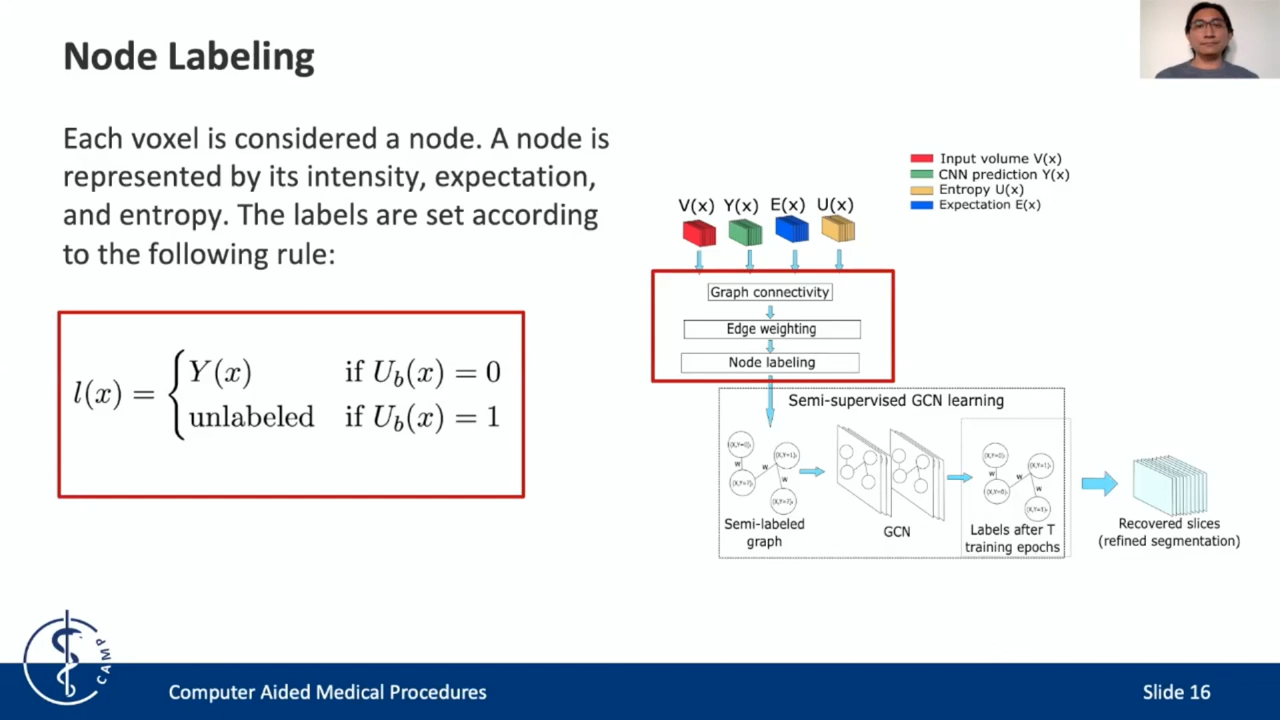 Node Labeling
Each voxel is considered a node. A node is
represented by its intensity, expectation,
and entropy. The labels are set according
to the following rule:
l(x) = { Y(x) if U_b(x) = 0
unlabeled if U_b(x) = 1
Input volume V(x)
CNN prediction Y(x)
Entropy U(x)
Expectation E(x)
V(x) Y(x) E(x) U(x)
Graph connectivity
Edge weighting
Node labeling
Semi-supervised GCN learning
w
w
w
w
w
w
Semi-labeled
graph
GCN
Labels after T
training epochs
Recovered slices
(refined segmentation)
CAMP
Computer Aided Medical Procedures
Slide 16